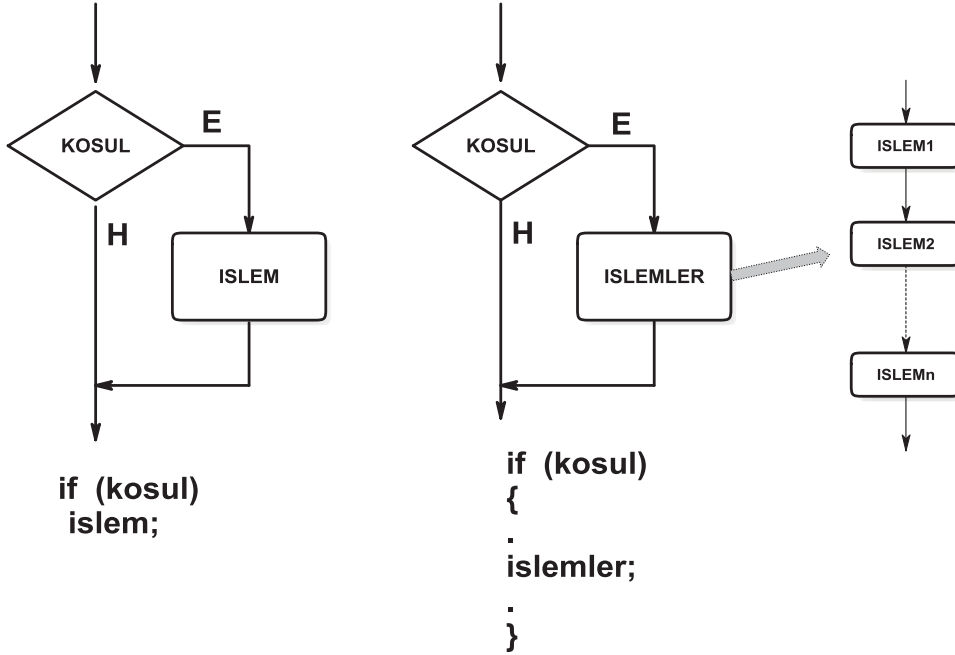 KOSUL
E
H
ISLEM
if (kosul)
islem;
KOSUL
E
H
ISLEMLER
if (kosul)
{
.
islemler;
.
}
ISLEM1
ISLEM2
ISLEMn